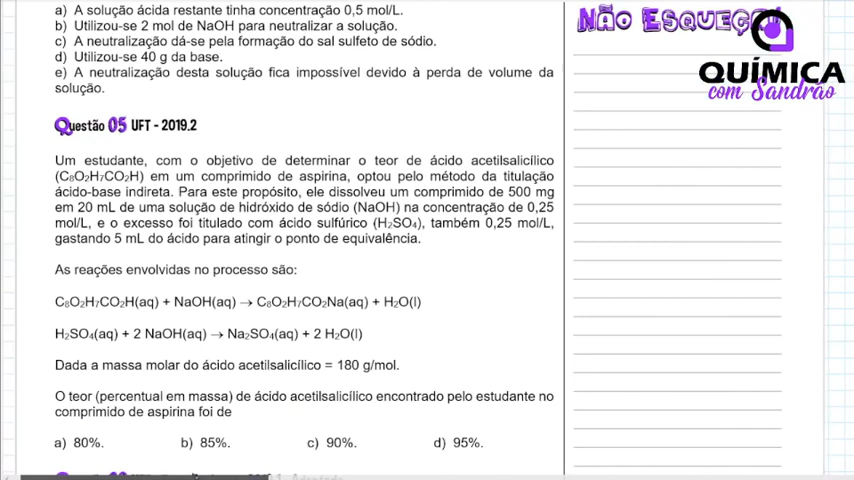 a) A solução ácida restante tinha concentração 0,5 mol/L.
b) Utilizou-se 2 mol de NaOH para neutralizar a solução.
c) A neutralização dá-se pela formação do sal sulfeto de sódio.
d) Utilizou-se 40 g da base.
e) A neutralização desta solução fica impossível devido à perda de volume da
solução.
Questão 05 UFT - 2019.2
Um estudante, com o objetivo de determinar o teor de ácido acetilsalicílico
(C₈O₂H₇CO₂H) em um comprimido de aspirina, optou pelo método da titulação
ácido-base indireta. Para este propósito, ele dissolveu um comprimido de 500 mg
em 20 mL de uma solução de hidróxido de sódio (NaOH) na concentração de 0,25
mol/L, e o excesso foi titulado com ácido sulfúrico (H₂SO₄), também 0,25 mol/L,
gastando 5 mL do ácido para atingir o ponto de equivalência.
As reações envolvidas no processo são:
C₈O₂H₇CO₂H(aq) + NaOH(aq) → C₈O₂H₇CO₂Na(aq) + H₂O(l)
H₂SO₄(aq) + 2 NaOH(aq) → Na₂SO₄(aq) + 2 H₂O(l)
Dada a massa molar do ácido acetilsalicílico = 180 g/mol.
O teor (percentual em massa) de ácido acetilsalicílico encontrado pelo estudante no
comprimido de aspirina foi de
a) 80%. b) 85%. c) 90%. d) 95%.
Não Esqueça
QUÍMICA
com Sandrão